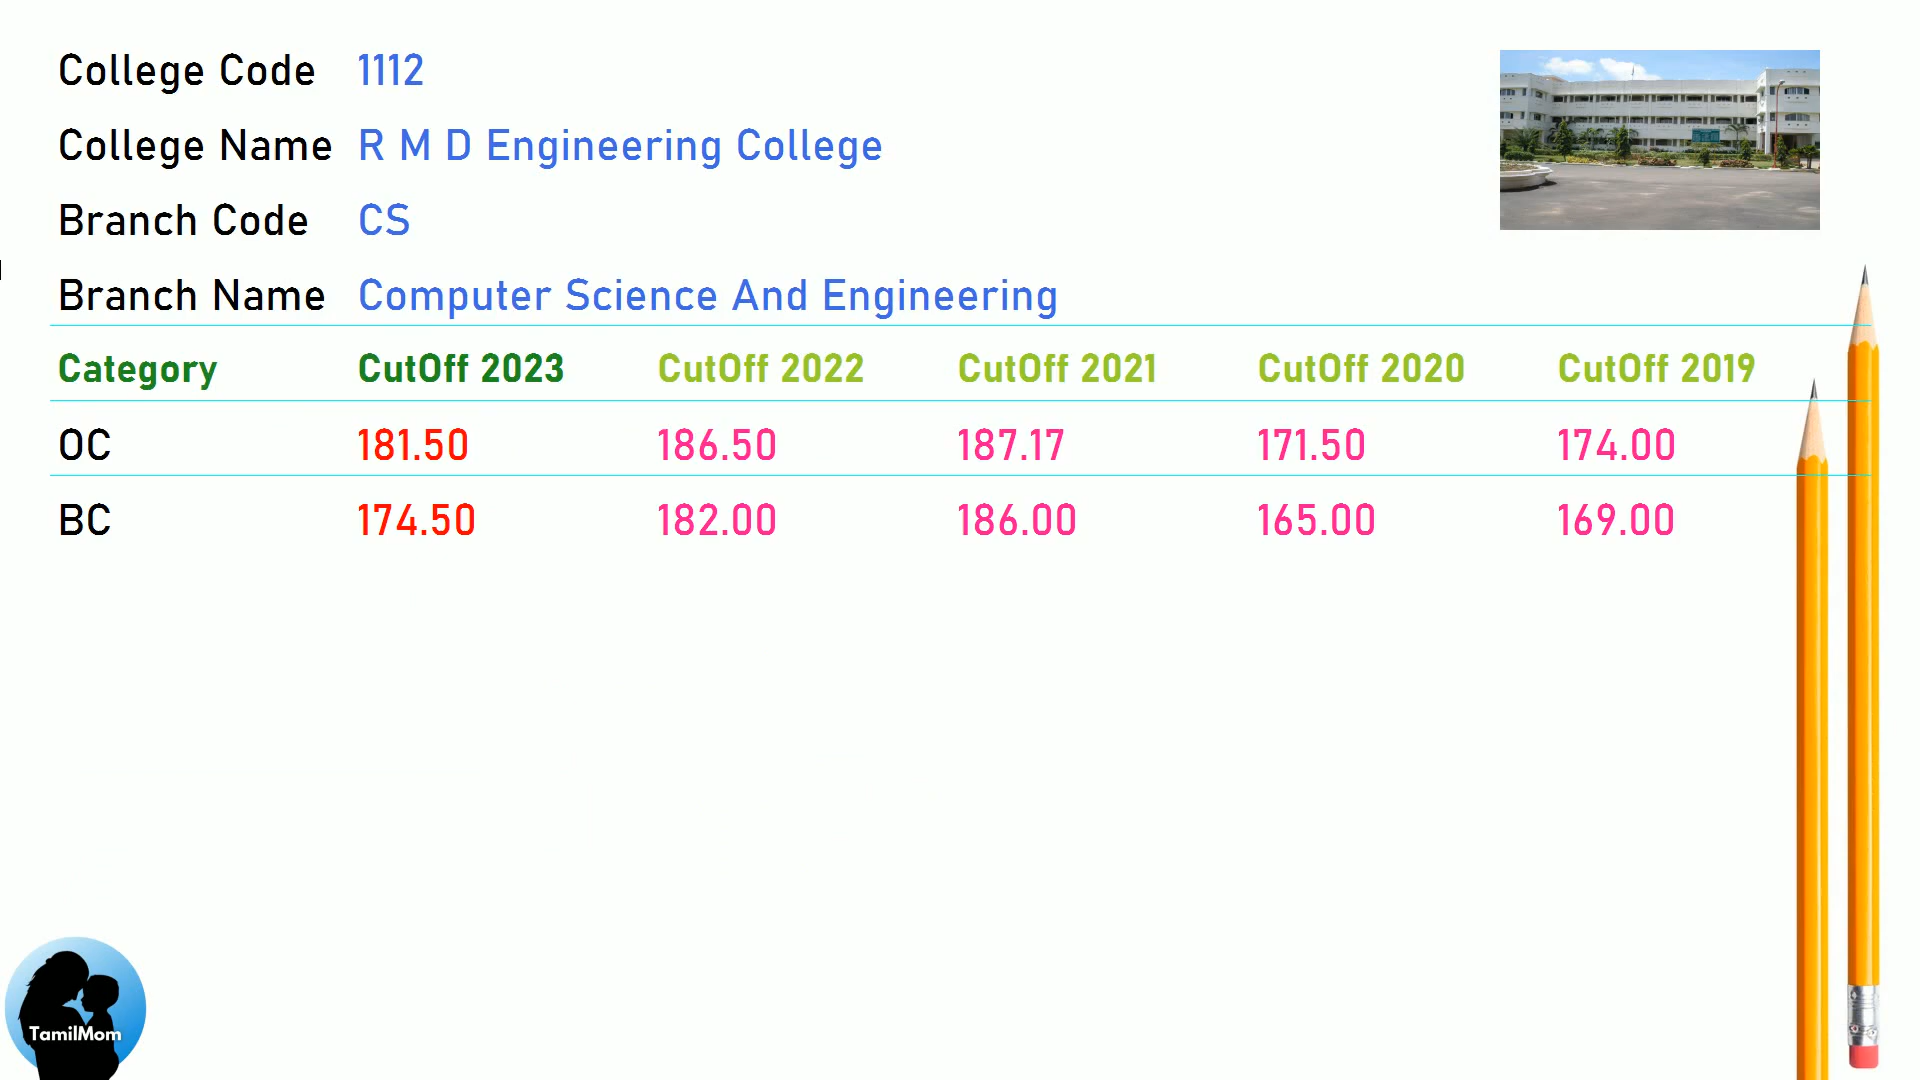 College Code 1112
College Name R M D Engineering College
Branch Code CS
Branch Name Computer Science And Engineering
Category CutOff 2023 CutOff 2022 CutOff 2021 CutOff 2020 CutOff 2019
OC 181.50 186.50 187.17 171.50 174.00
BC 174.50 182.00 186.00 165.00 169.00
TamilMom